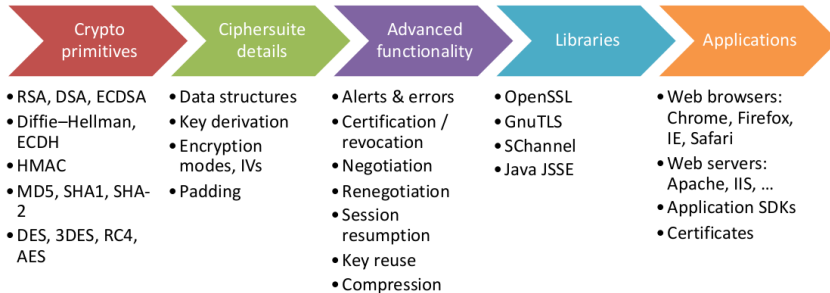 Crypto
primitives
Ciphersuite
details
Advanced
functionality
Libraries
Applications
• RSA, DSA, ECDSA
• Diffie–Hellman,
ECDH
• HMAC
• MD5, SHA1, SHA-
2
• DES, 3DES, RC4,
AES
• Data structures
• Key derivation
• Encryption
modes, IVs
• Padding
• Alerts & errors
• Certification /
revocation
• Negotiation
• Renegotiation
• Session
resumption
• Key reuse
• Compression
• OpenSSL
• GnuTLS
• SChannel
• Java JSSE
• Web browsers:
Chrome, Firefox,
IE, Safari
• Web servers:
Apache, IIS, …
• Application SDKs
• Certificates